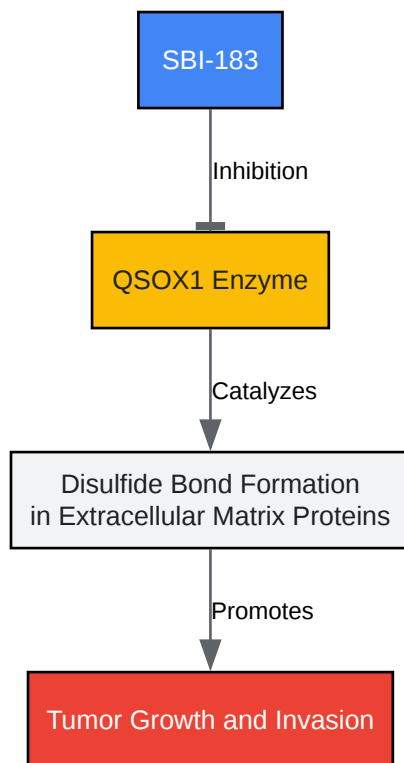 SBI-183
Inhibition
QSOX1 Enzyme
Catalyzes
Disulfide Bond Formation
in Extracellular Matrix Proteins
Promotes
Tumor Growth and Invasion